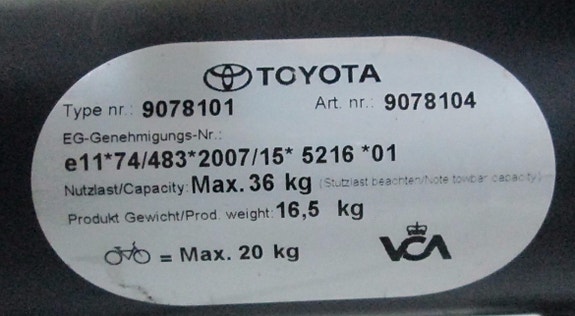 TOYOTA
Type nr.: 9078101 Art. nr.: 9078104
EG-Genehmigungs-Nr.:
e11*74/483*2007/15* 5216 *01
Nutzlast/Capacity: Max. 36 kg (Stutzlast beachten/Note towbar capacity)
Produkt Gewicht/Prod. weight: 16,5 kg
= Max. 20 kg
VCA